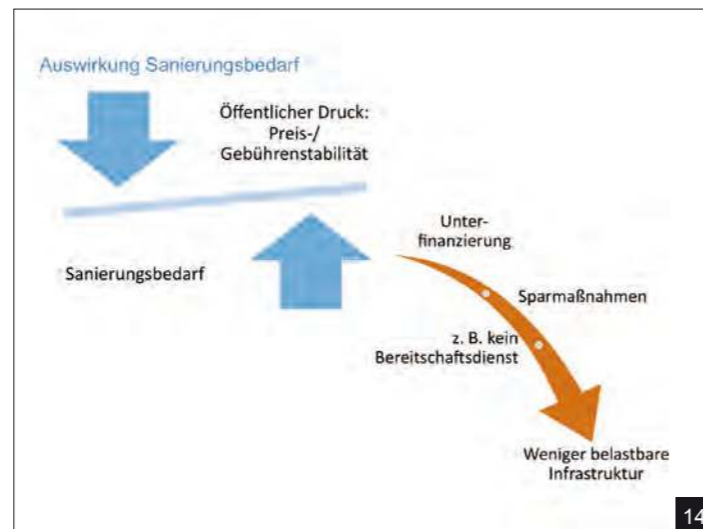 Auswirkung Sanierungsbedarf
Öffentlicher Druck:
Preis-/
Gebührenstabilität
Sanierungsbedarf
Unter-
finanzierung
Sparmaßnahmen
z. B. kein
Bereitschaftsdienst
Weniger belastbare
Infrastruktur
14